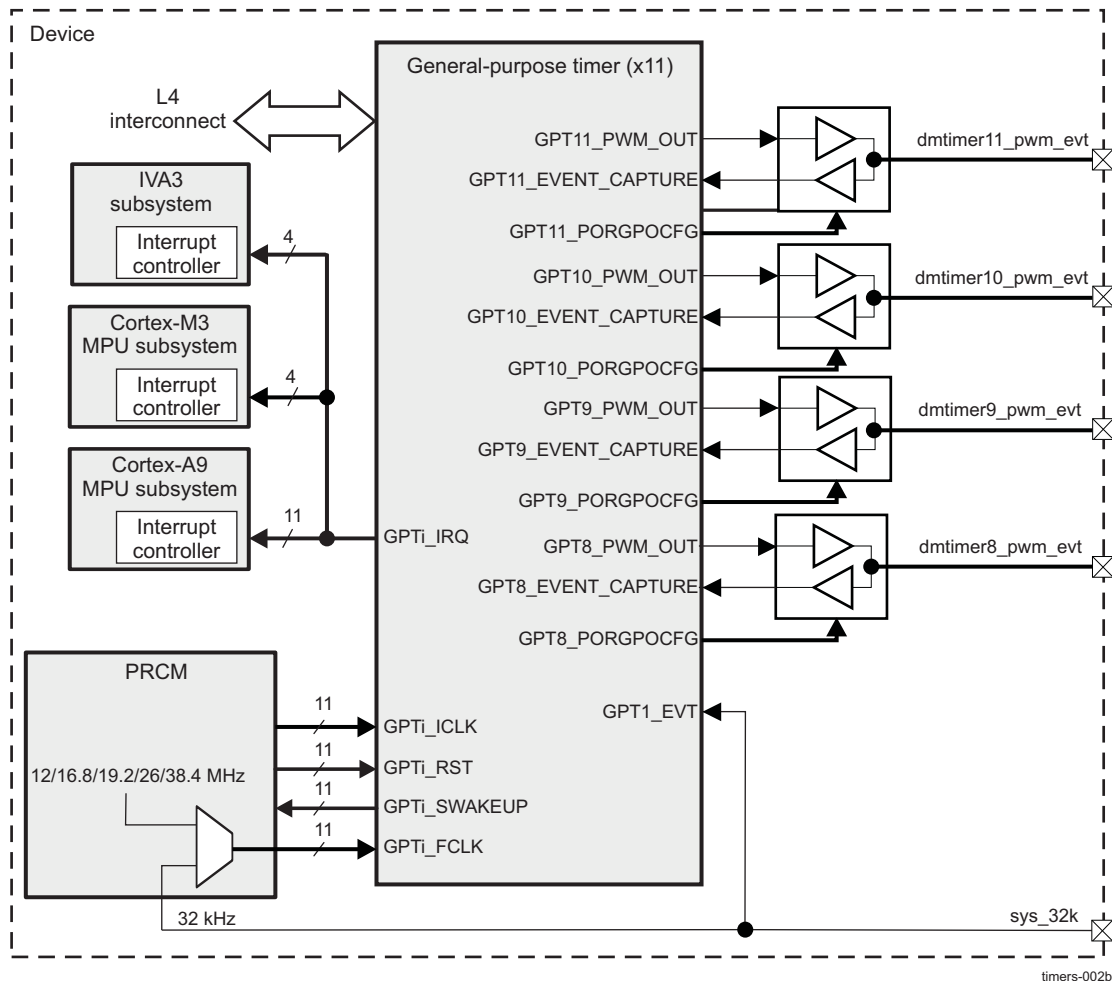 Device
General-purpose timer (x11)
L4
interconnect
IVA3
subsystem
Interrupt
controller
4
Cortex-M3
MPU subsystem
Interrupt
controller
4
Cortex-A9
MPU subsystem
Interrupt
controller
11
GPTi_IRQ
PRCM
12/16.8/19.2/26/38.4 MHz
11
GPTi_ICLK
11
GPTi_RST
11
GPTi_SWAKEUP
11
GPTi_FCLK
32 kHz
GPT11_PWM_OUT
GPT11_EVENT_CAPTURE
GPT11_PORGPOCFG
dmtimer11_pwm_evt
GPT10_PWM_OUT
GPT10_EVENT_CAPTURE
GPT10_PORGPOCFG
dmtimer10_pwm_evt
GPT9_PWM_OUT
GPT9_EVENT_CAPTURE
GPT9_PORGPOCFG
dmtimer9_pwm_evt
GPT8_PWM_OUT
GPT8_EVENT_CAPTURE
GPT8_PORGPOCFG
dmtimer8_pwm_evt
GPT1_EVT
sys_32k
timers-002b